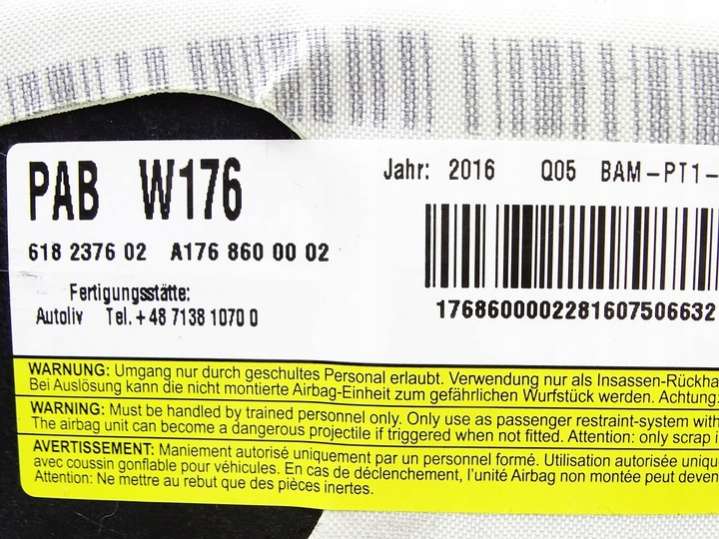 PAB W176
Jahr: 2016 Q05 BAM-PT1-
618 2376 02 A176 860 00 02
1768600002281607506632
Fertigungsstätte:
Autoliv Tel. + 48 7138 1070 0
WARNUNG: Umgang nur durch geschultes Personal erlaubt. Verwendung nur als Insassen-Rückha
Bei Auslösung kann die nicht montierte Airbag-Einheit zum gefährlichen Wurfstück werden. Achtung:
WARNING: Must be handled by trained personnel only. Only use as passenger restraint-system with
The airbag unit can become a dangerous projectile if triggered when not fitted. Attention: only scrap i
AVERTISSEMENT: Maniement autorisé uniquement par un personnel formé. Utilisation autorisée uniqu
avec coussin gonflable pour véhicules. En cas de déclenchement, l'unité Airbag non montée peut deven
Attention: Ne mettre au rebut que des pièces inertes.